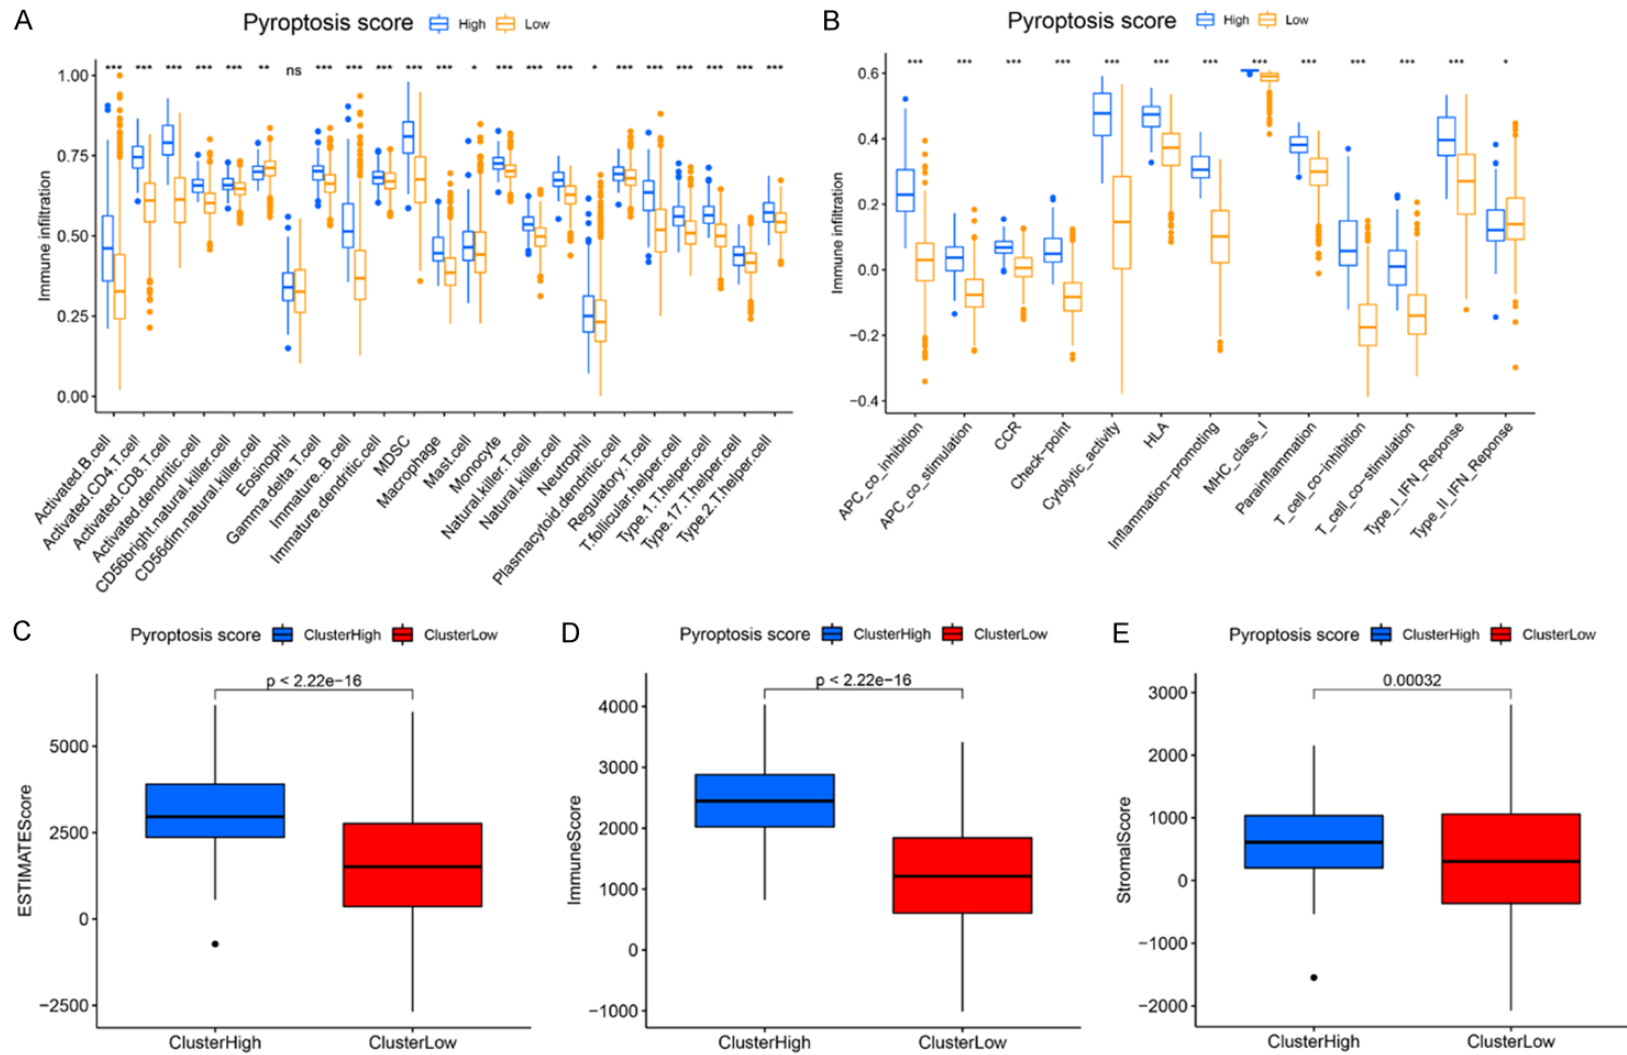 A
Pyroptosis score High Low
*** *** *** *** *** ** ns *** *** *** *** *** * *** *** *** * *** *** *** *** *** ***
1.00
0.75
0.50
0.25
0.00
Immune infiltration
Activated.B.cell
Activated.CD4.T.cell
Activated.CD8.T.cell
Activated.dendritic.cell
CD56bright.natural.killer.cell
CD56dim.natural.killer.cell
Eosinophil
Gamma.delta.T.cell
Immature.B.cell
Immature.dendritic.cell
MDSC
Macrophage
Mast.cell
Monocyte
Natural.killer.T.cell
Natural.killer.cell
Neutrophil
Plasmacytoid.dendritic.cell
Regulatory.T.cell
T.follicular.helper.cell
Type.1.T.helper.cell
Type.17.T.helper.cell
Type.2.T.helper.cell
B
Pyroptosis score High Low
*** *** *** *** *** *** *** *** *** *** *** *** *
0.6
0.4
0.2
0.0
−0.2
−0.4
Immune infiltration
APC_co_inhibition
APC_co_stimulation
CCR
Check−point
Cytolytic_activity
HLA
Inflammation−promoting
MHC_class_I
Parainflammation
T_cell_co−inhibition
T_cell_co−stimulation
Type_I_IFN_Reponse
Type_II_IFN_Reponse
C
Pyroptosis score ClusterHigh ClusterLow
p < 2.22e−16
5000
2500
0
−2500
ESTIMATEScore
ClusterHigh ClusterLow
D
Pyroptosis score ClusterHigh ClusterLow
p < 2.22e−16
4000
3000
2000
1000
0
−1000
ImmuneScore
ClusterHigh ClusterLow
E
Pyroptosis score ClusterHigh ClusterLow
0.00032
3000
2000
1000
0
−1000
−2000
StromalScore
ClusterHigh ClusterLow